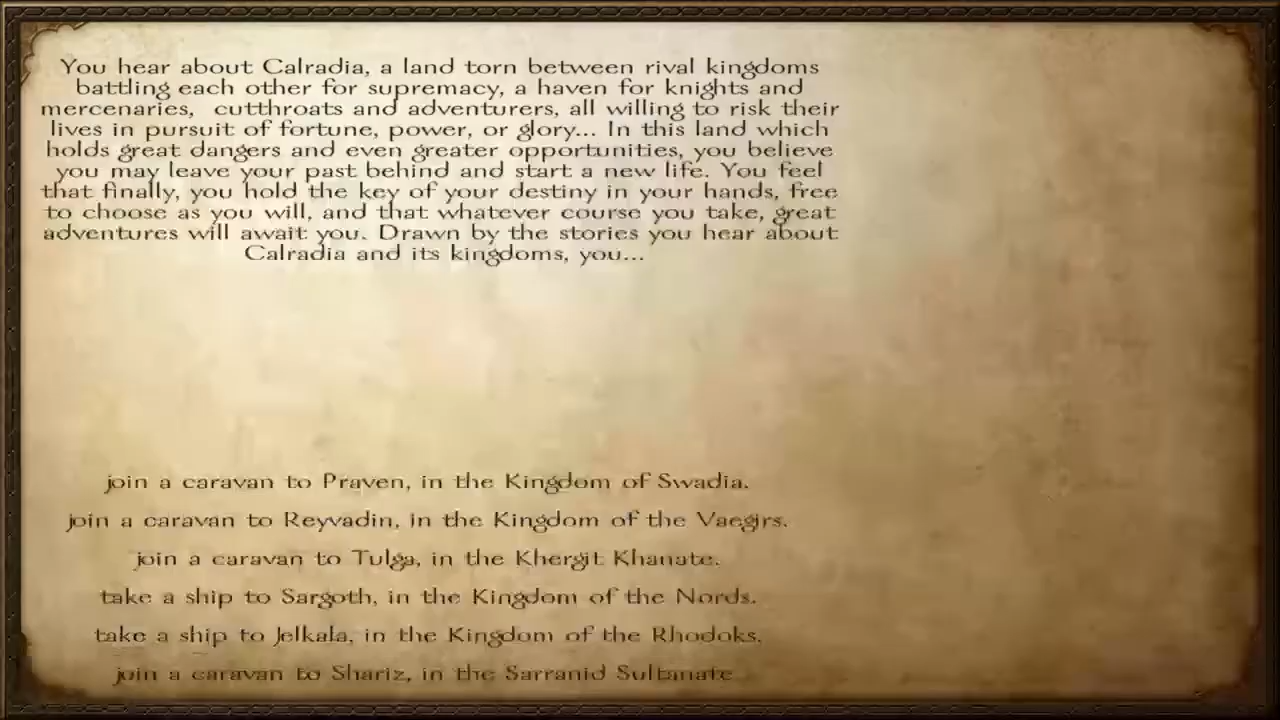 You hear about Calradia, a land torn between rival kingdoms
battling each other for supremacy, a haven for knights and
mercenaries,  cutthroats and adventurers, all willing to risk their
lives in pursuit of fortune, power, or glory... In this land which
holds great dangers and even greater opportunities, you believe
you may leave your past behind and start a new life. You feel
that finally, you hold the key of your destiny in your hands, free
to choose as you will, and that whatever course you take, great
adventures will await you. Drawn by the stories you hear about
Calradia and its kingdoms, you...
join a caravan to Praven, in the Kingdom of Swadia.
join a caravan to Reyvadin, in the Kingdom of the Vaegirs.
join a caravan to Tulga, in the Khergit Khanate.
take a ship to Sargoth, in the Kingdom of the Nords.
take a ship to Jelkala, in the Kingdom of the Rhodoks.
join a caravan to Shariz, in the Sarranid Sultanate.